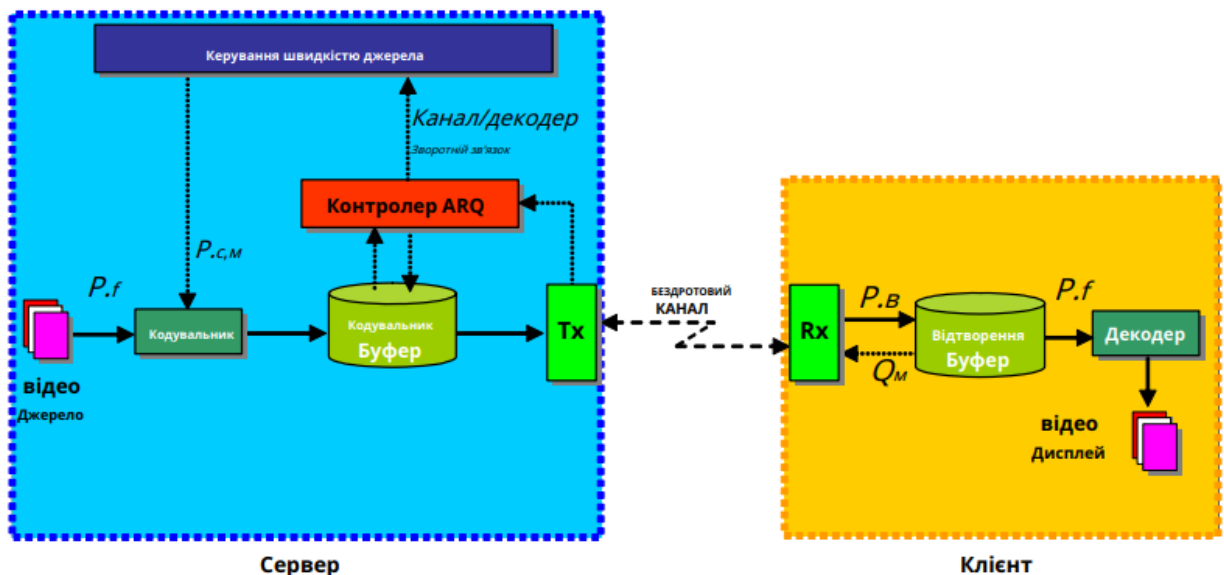 Керування швидкістю джерела
Канал/декодер
Зворотній зв'язок
Контролер ARQ
P.c,м
P.f
Кодувальник
Кодувальник
Буфер
Tx
відео
Джерело
Сервер
БЕЗДРОТОВИЙ
КАНАЛ
Rx
P.в
Qм
Відтворення
Буфер
P.f
Декодер
відео
Дисплей
Клієнт